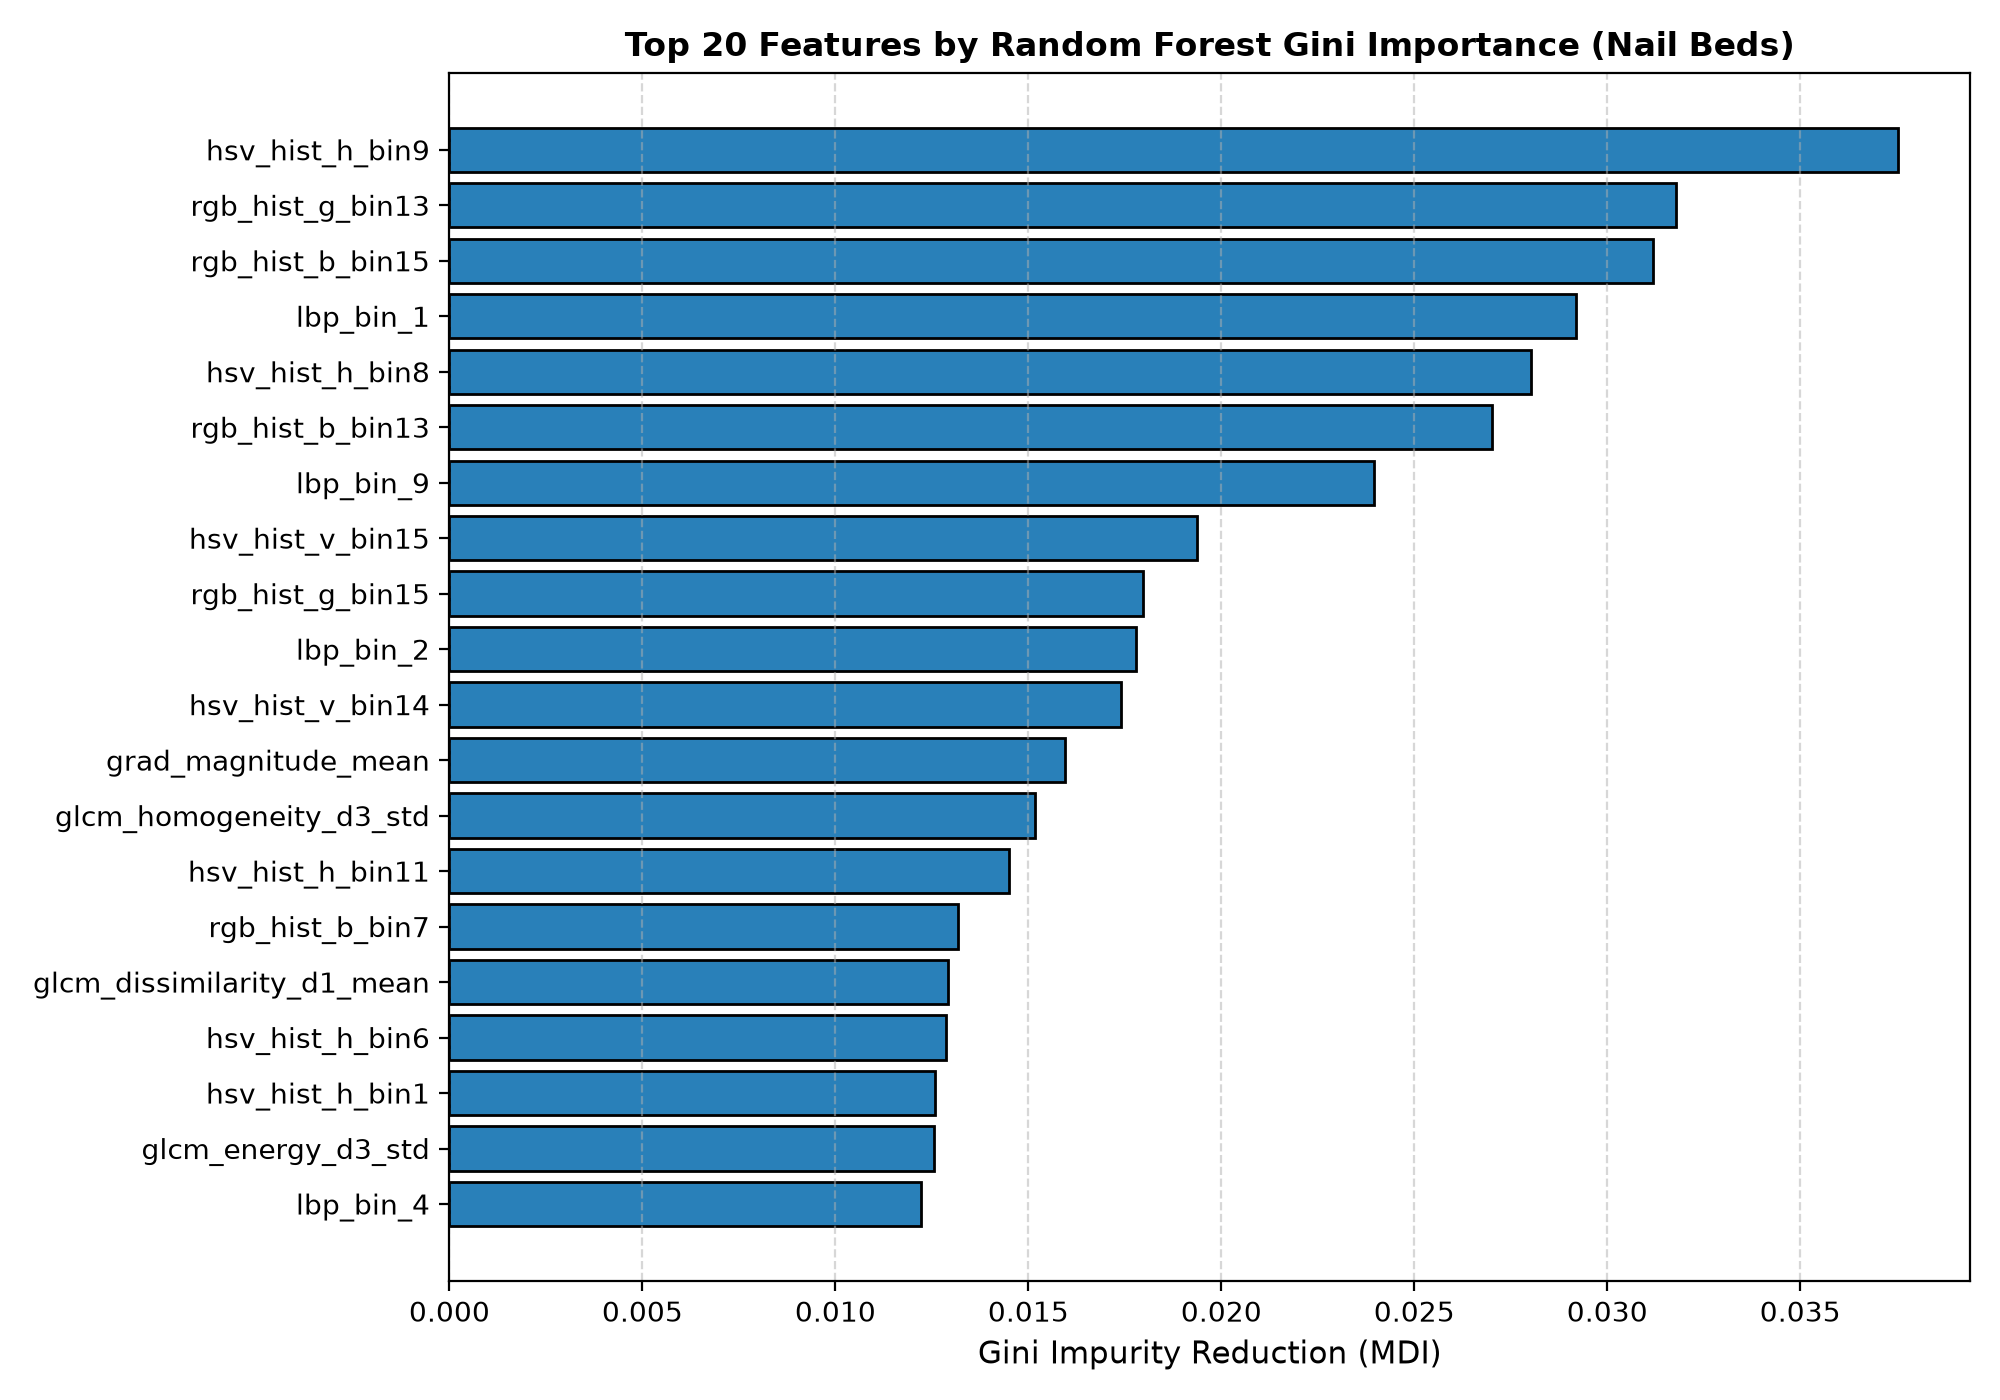 Top 20 Features by Random Forest Gini Importance (Nail Beds)
hsv_hist_h_bin9
rgb_hist_g_bin13
rgb_hist_b_bin15
lbp_bin_1
hsv_hist_h_bin8
rgb_hist_b_bin13
lbp_bin_9
hsv_hist_v_bin15
rgb_hist_g_bin15
lbp_bin_2
hsv_hist_v_bin14
grad_magnitude_mean
glcm_homogeneity_d3_std
hsv_hist_h_bin11
rgb_hist_b_bin7
glcm_dissimilarity_d1_mean
hsv_hist_h_bin6
hsv_hist_h_bin1
glcm_energy_d3_std
lbp_bin_4
0.000 0.005 0.010 0.015 0.020 0.025 0.030 0.035
Gini Impurity Reduction (MDI)